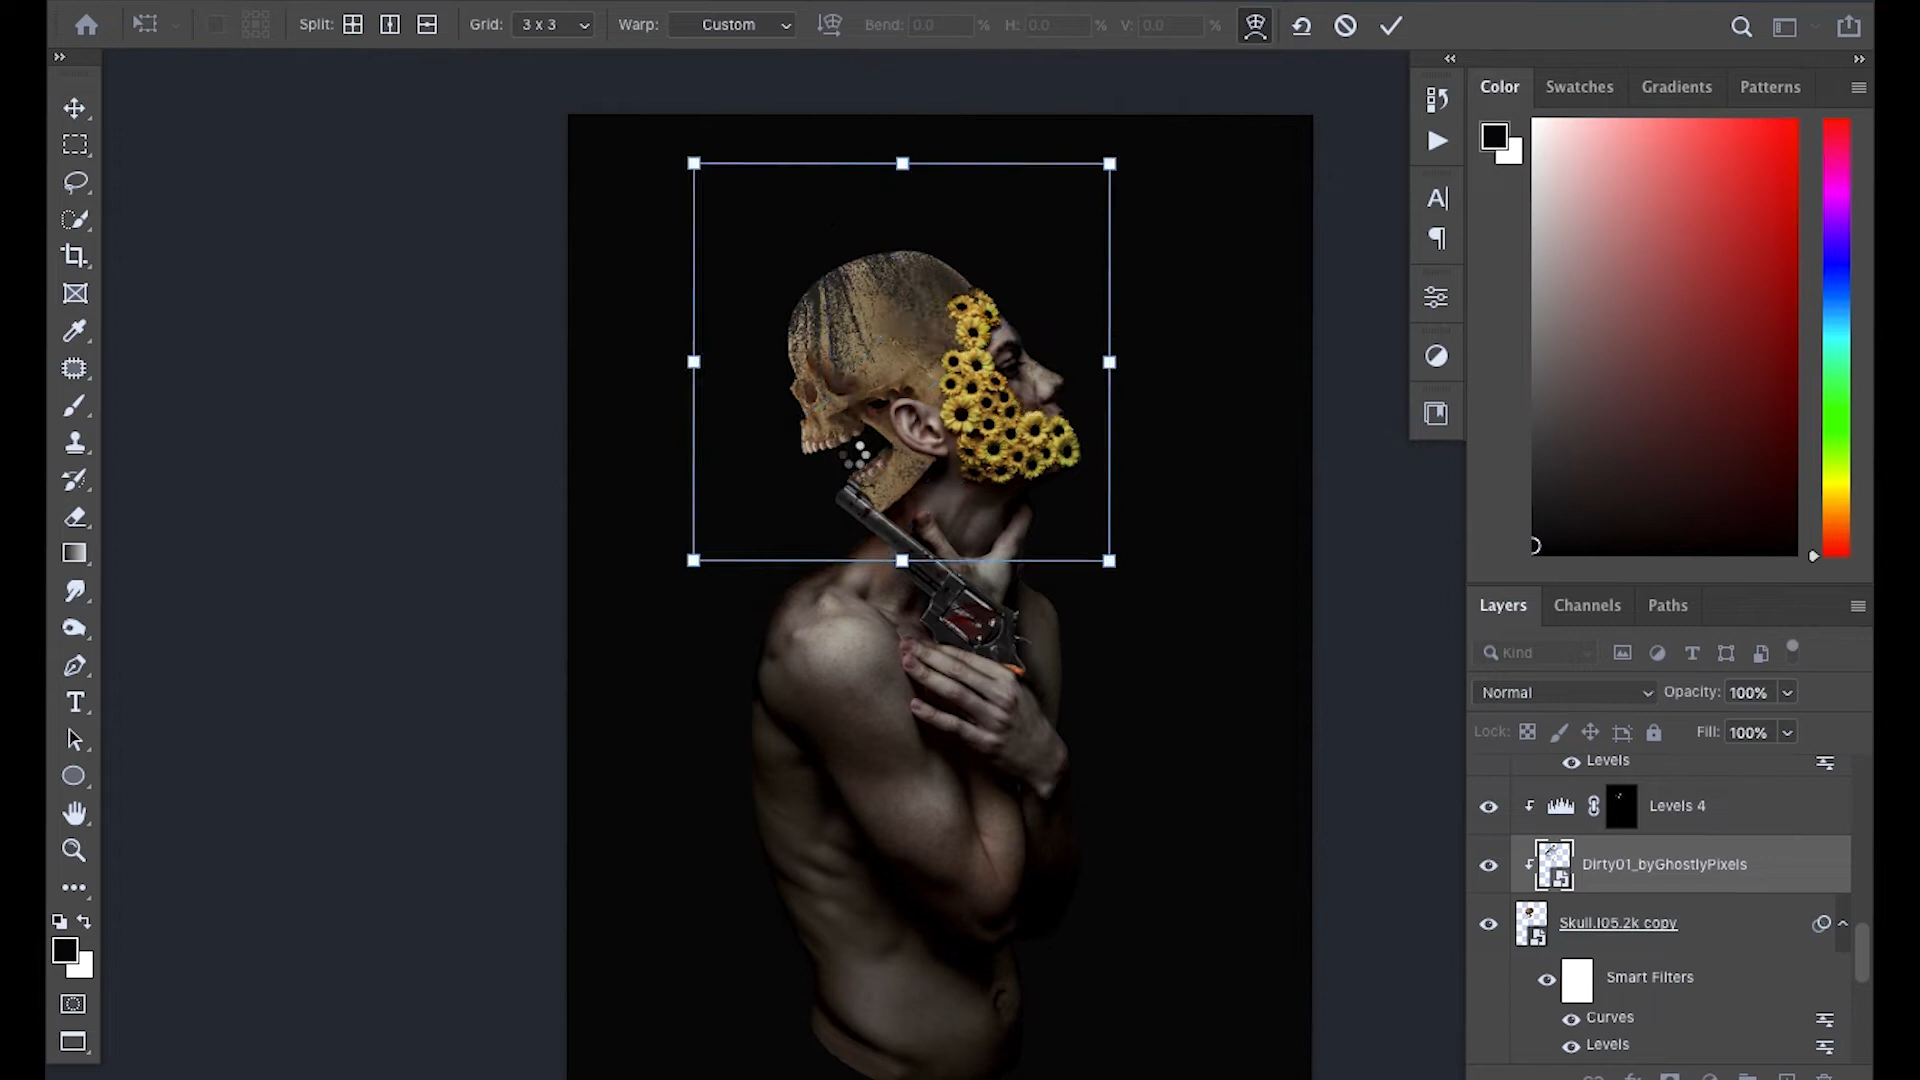 Split:
Grid: 3 x 3
Warp: Custom
Bend: 0.0 %
H: 0.0 %
V: 0.0 %
Color
Swatches
Gradients
Patterns
Layers
Channels
Paths
Kind
Normal
Opacity: 100%
Lock:
Fill: 100%
Levels
Levels 4
Dirty01_byGhostlyPixels
Skull.I05.2k copy
Smart Filters
Curves
Levels